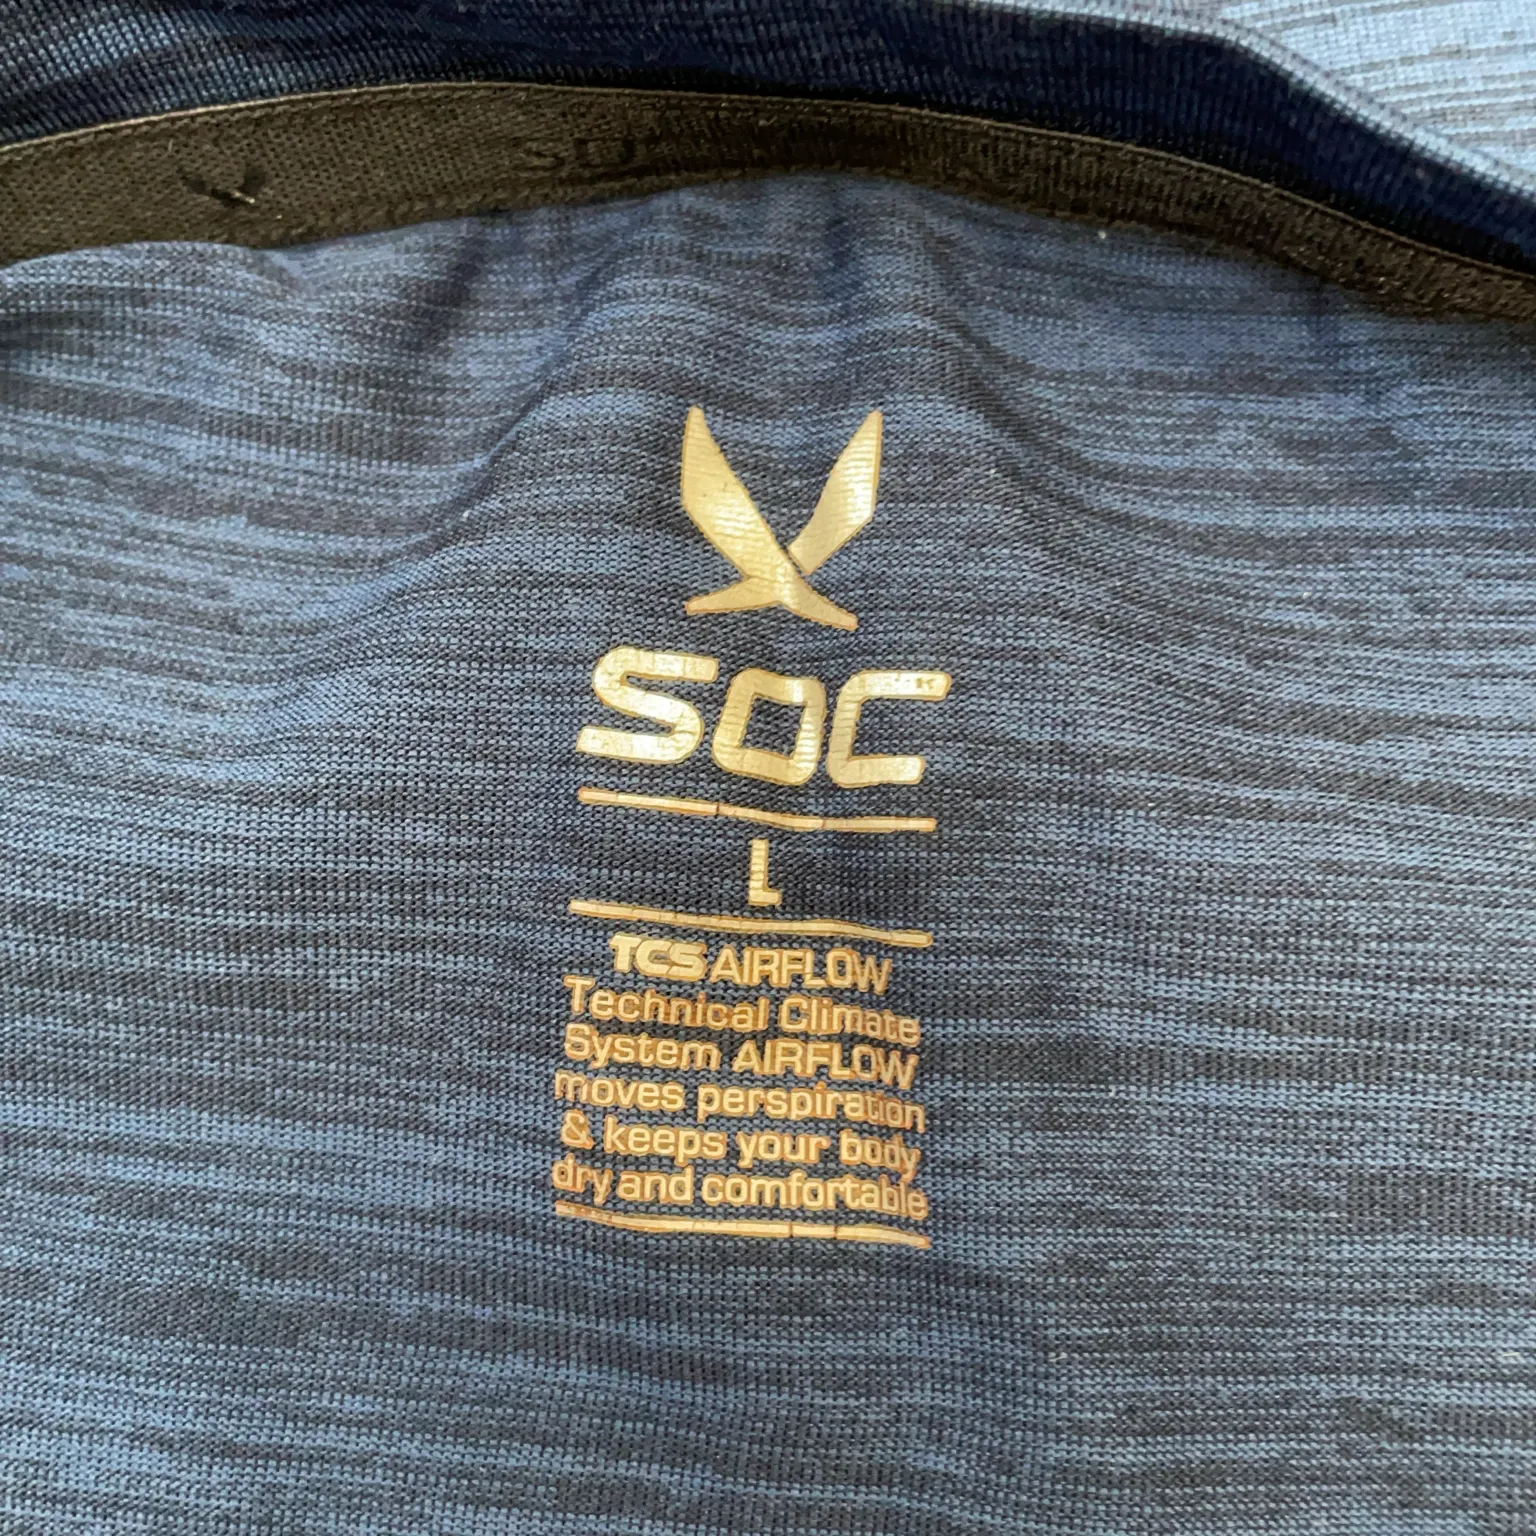 SOC
L
TCS AIRFLOW
Technical Climate
System AIRFLOW
moves perspiration
& keeps your body
dry and comfortable